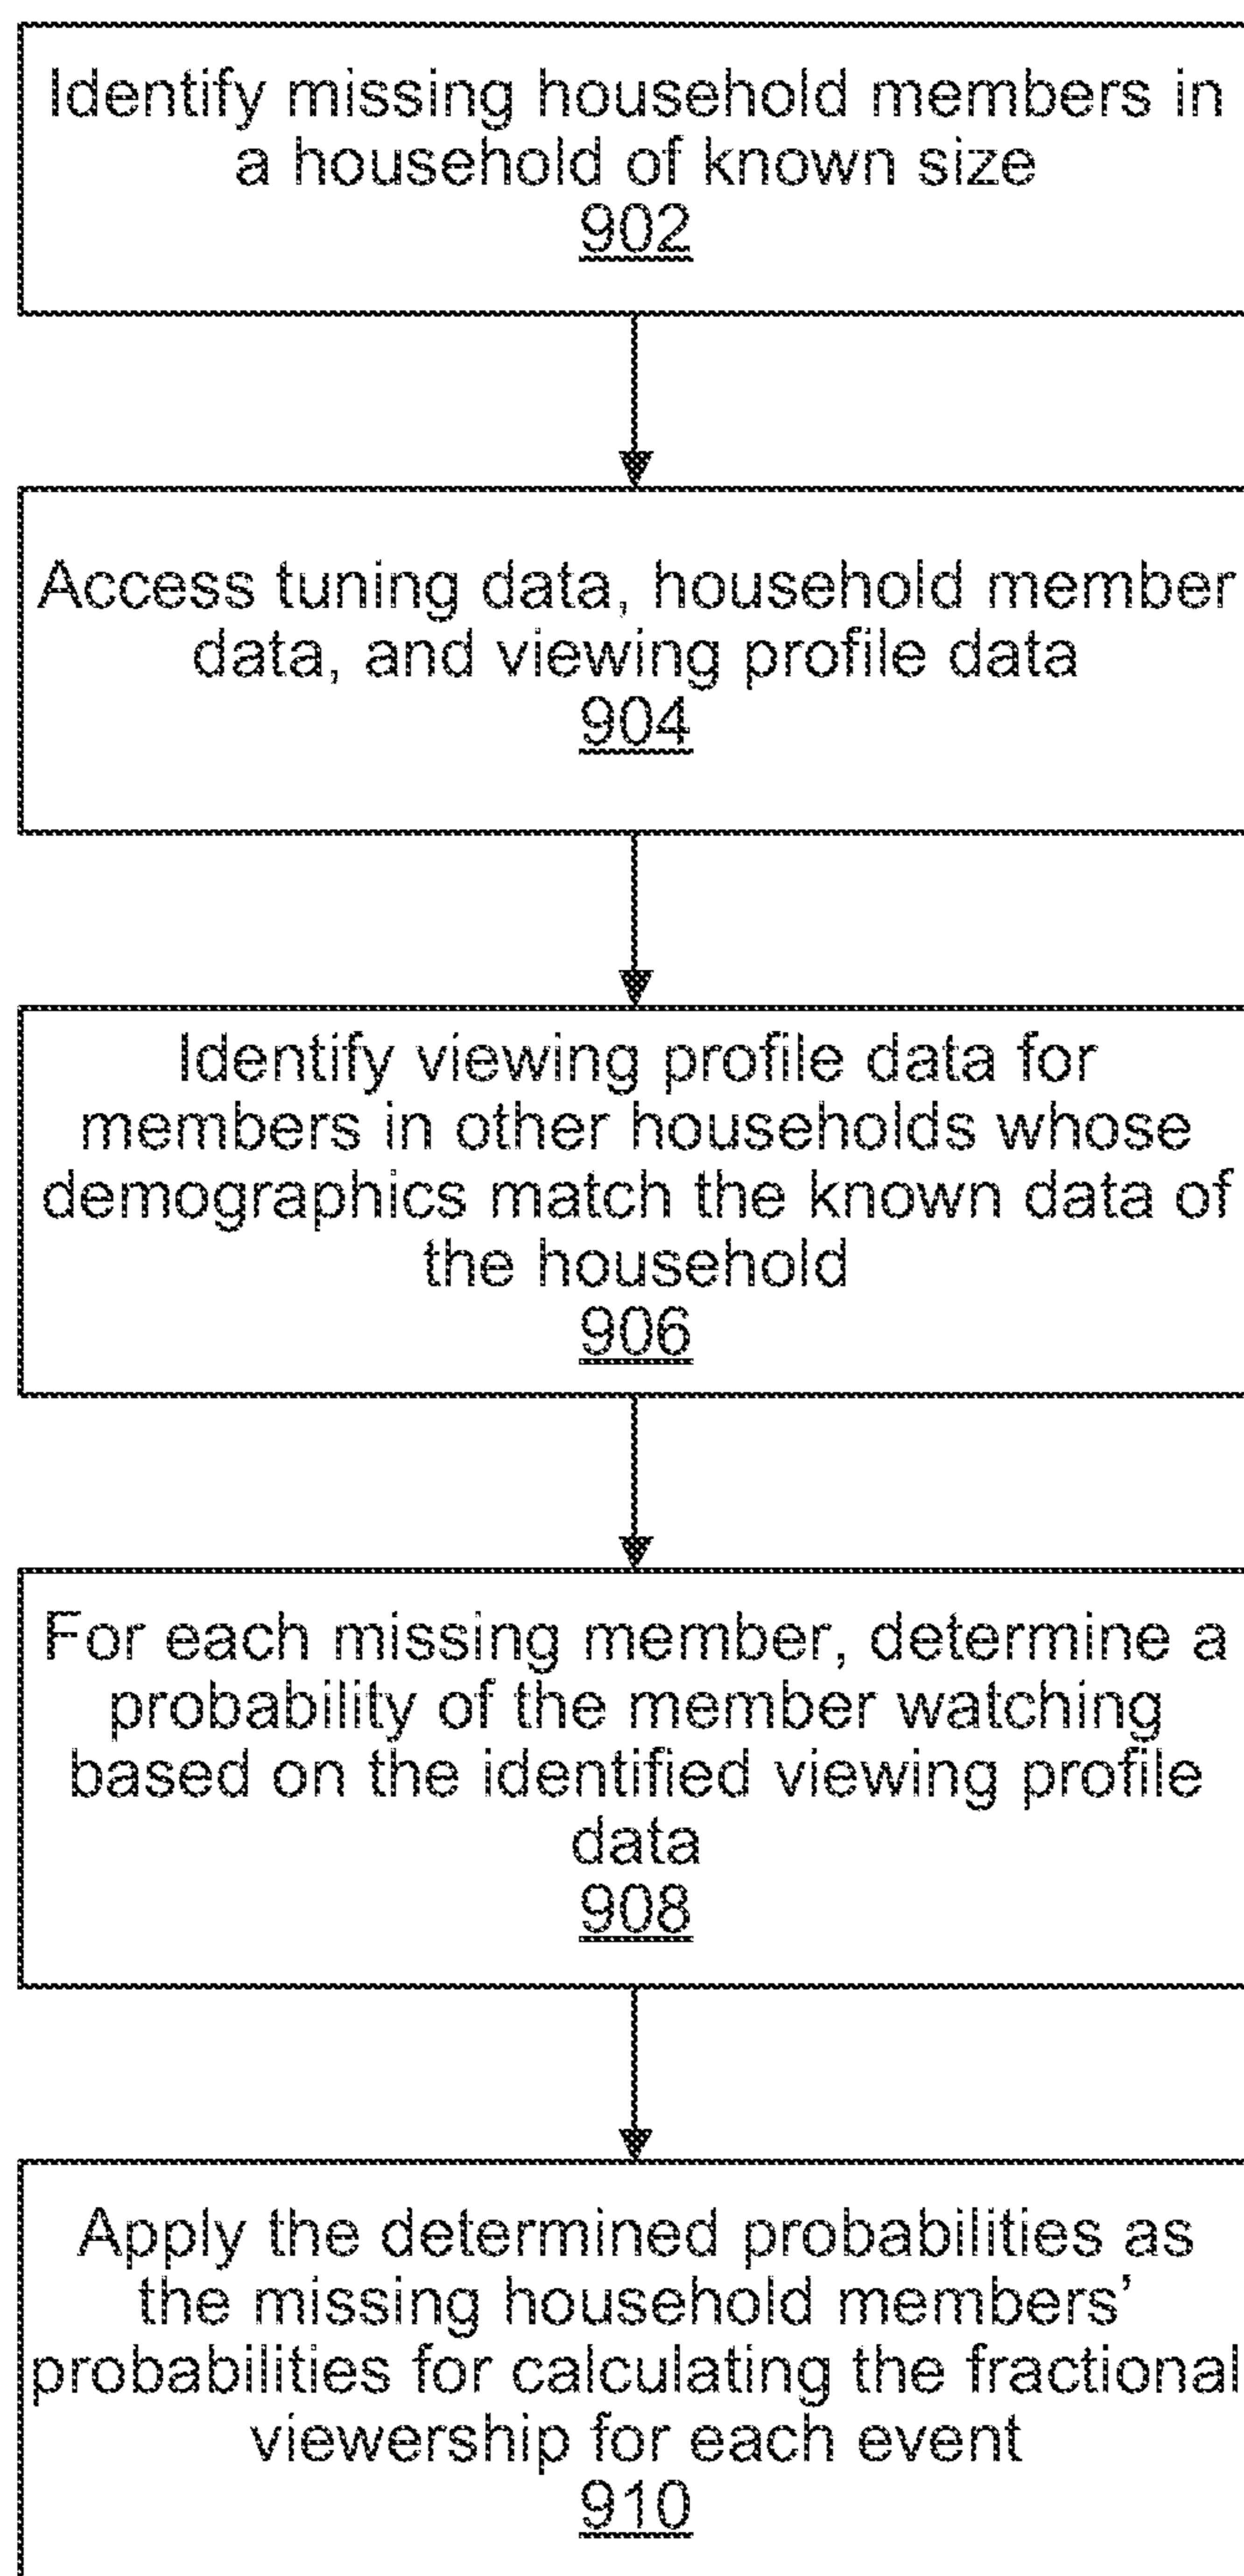 Identify missing household members in
a household of known size
902
Access tuning data, household member
data, and viewing profile data
904
Identify viewing profile data for
members in other households whose
demographics match the known data of
the household
906
For each missing member, determine a
probability of the member watching
based on the identified viewing profile
data
908
Apply the determined probabilities as
the missing household members’
probabilities for calculating the fractional
viewership for each event
910